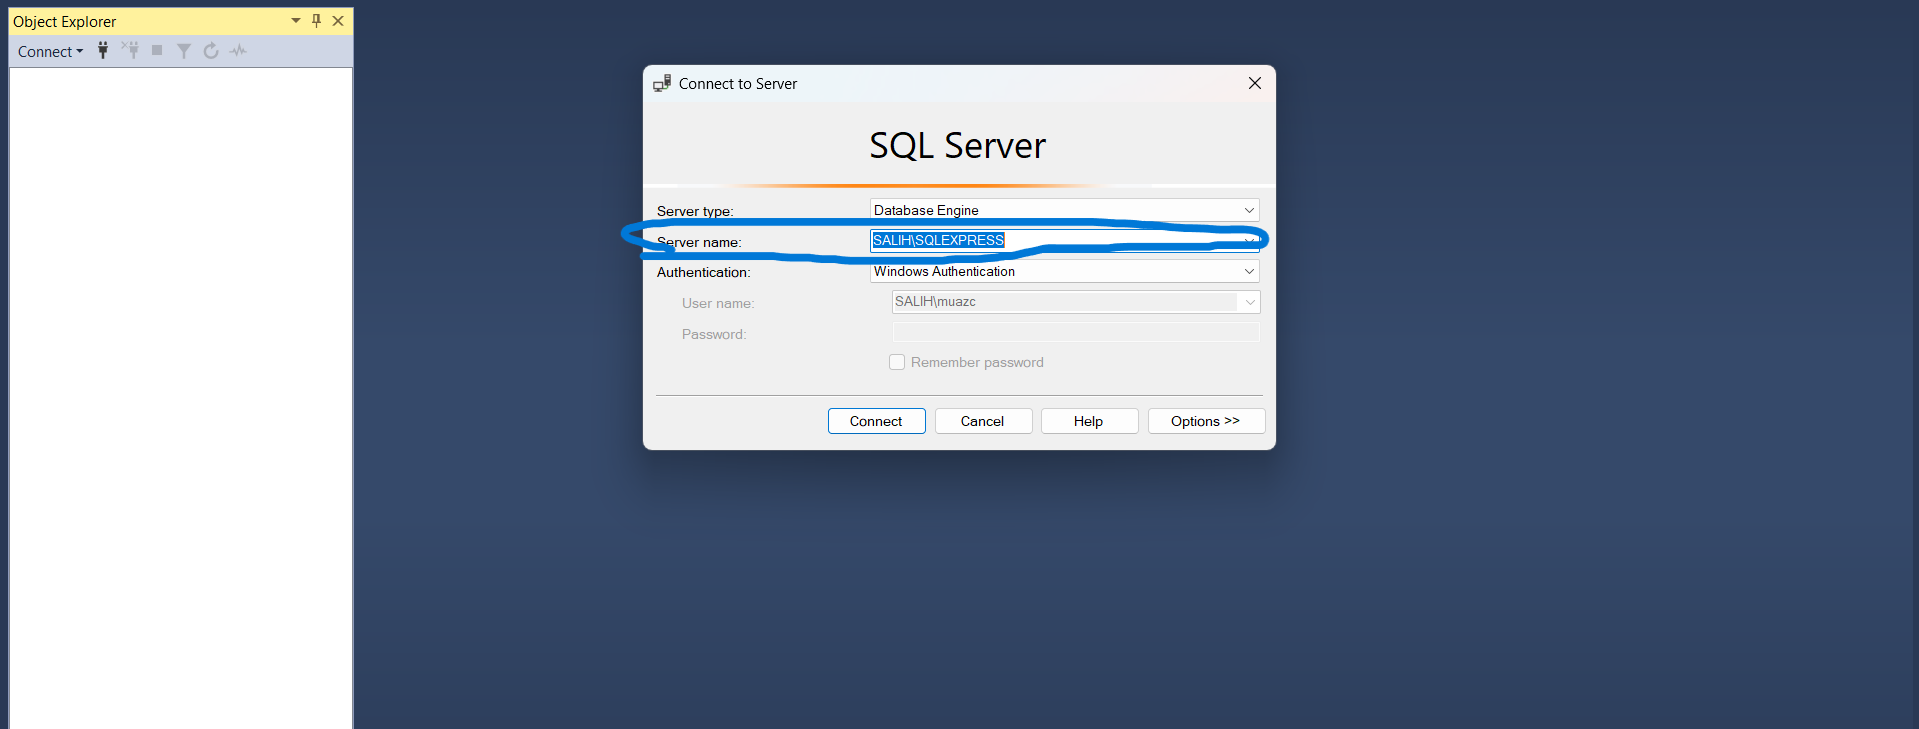 Object Explorer
Connect
Connect to Server
SQL Server
Server type:
Database Engine
Server name:
SALIH\SQLEXPRESS
Authentication:
Windows Authentication
User name:
SALIH\muazc
Password:
Remember password
Connect
Cancel
Help
Options >>